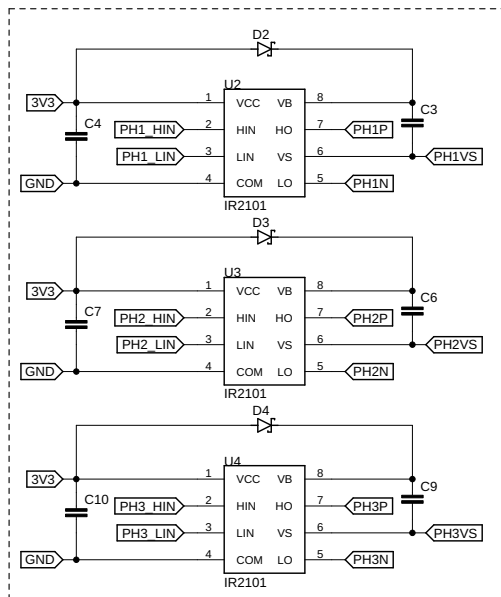 D2
U2
3V3 1 VCC VB 8
C4 C3
PH1_HIN 2 HIN HO 7 PH1P
PH1_LIN 3 LIN VS 6 PH1VS
GND 4 COM LO 5 PH1N
IR2101
D3
U3
3V3 1 VCC VB 8
C7 C6
PH2_HIN 2 HIN HO 7 PH2P
PH2_LIN 3 LIN VS 6 PH2VS
GND 4 COM LO 5 PH2N
IR2101
D4
U4
3V3 1 VCC VB 8
C10 C9
PH3_HIN 2 HIN HO 7 PH3P
PH3_LIN 3 LIN VS 6 PH3VS
GND 4 COM LO 5 PH3N
IR2101